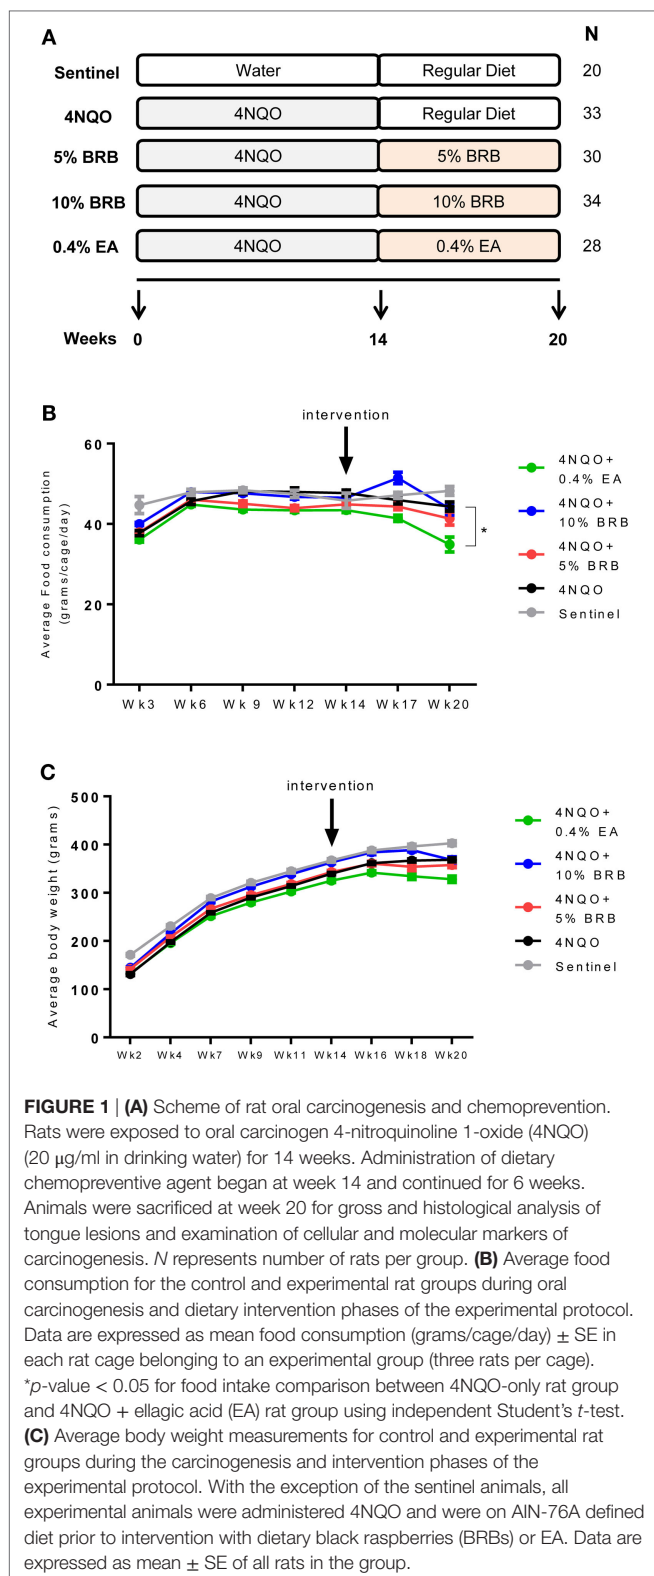 A
N
Sentinel Water Regular Diet 20
4NQO 4NQO Regular Diet 33
5% BRB 4NQO 5% BRB 30
10% BRB 4NQO 10% BRB 34
0.4% EA 4NQO 0.4% EA 28
Weeks 0 14 20
B
intervention
Average Food consumption
(grams/cage/day)
60
40
20
0
Wk3 Wk6 Wk 9 Wk12 Wk14 Wk17 Wk20
*
4NQO+
0.4% EA
4NQO+
10% BRB
4NQO+
5% BRB
4NQO
Sentinel
C
intervention
Average body weight (grams)
500
400
300
200
100
0
Wk2 Wk4 Wk7 Wk9 Wk11 Wk14 Wk16 Wk18 Wk20
4NQO+
0.4% EA
4NQO+
10% BRB
4NQO+
5% BRB
4NQO
Sentinel
FIGURE 1 | (A) Scheme of rat oral carcinogenesis and chemoprevention.
Rats were exposed to oral carcinogen 4-nitroquinoline 1-oxide (4NQO)
(20 μg/ml in drinking water) for 14 weeks. Administration of dietary
chemopreventive agent began at week 14 and continued for 6 weeks.
Animals were sacrificed at week 20 for gross and histological analysis of
tongue lesions and examination of cellular and molecular markers of
carcinogenesis. N represents number of rats per group. (B) Average food
consumption for the control and experimental rat groups during oral
carcinogenesis and dietary intervention phases of the experimental protocol.
Data are expressed as mean food consumption (grams/cage/day) ± SE in
each rat cage belonging to an experimental group (three rats per cage).
*p-value < 0.05 for food intake comparison between 4NQO-only rat group
and 4NQO + ellagic acid (EA) rat group using independent Student’s t-test.
(C) Average body weight measurements for control and experimental rat
groups during the carcinogenesis and intervention phases of the
experimental protocol. With the exception of the sentinel animals, all
experimental animals were administered 4NQO and were on AIN-76A defined
diet prior to intervention with dietary black raspberries (BRBs) or EA. Data are
expressed as mean ± SE of all rats in the group.